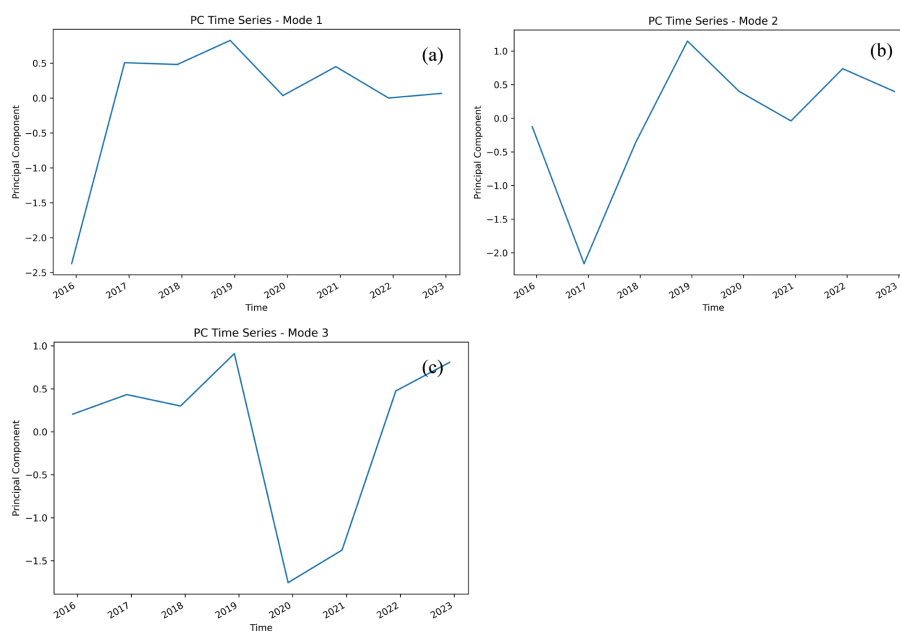 PC Time Series - Mode 1
(a)
Principal Component
0.5
0.0
−0.5
−1.0
−1.5
−2.0
−2.5
2016 2017 2018 2019 2020 2021 2022 2023
Time
PC Time Series - Mode 2
(b)
Principal Component
1.0
0.5
0.0
−0.5
−1.0
−1.5
−2.0
2016 2017 2018 2019 2020 2021 2022 2023
Time
PC Time Series - Mode 3
(c)
Principal Component
1.0
0.5
0.0
−0.5
−1.0
−1.5
2016 2017 2018 2019 2020 2021 2022 2023
Time